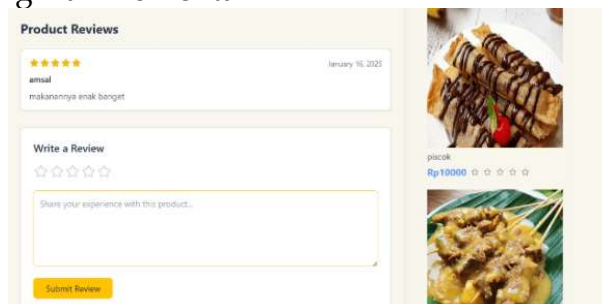 Product Reviews
January 16, 2025
amsal
makanannya enak banget
Write a Review
Share your experience with this product...
Submit Review
piscok
Rp10000